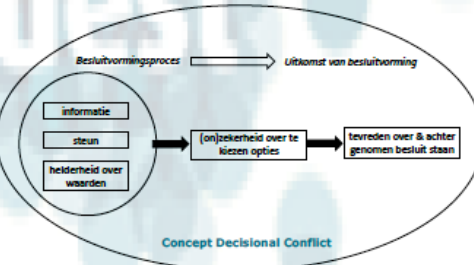 Besluitvormingsproces
Uitkomst van besluitvorming
informatie
steun
helderheid over
waarden
(on)zekerheid over te
kiezen opties
tevreden over & achter
genomen besluit staan
Concept Decisional Conflict